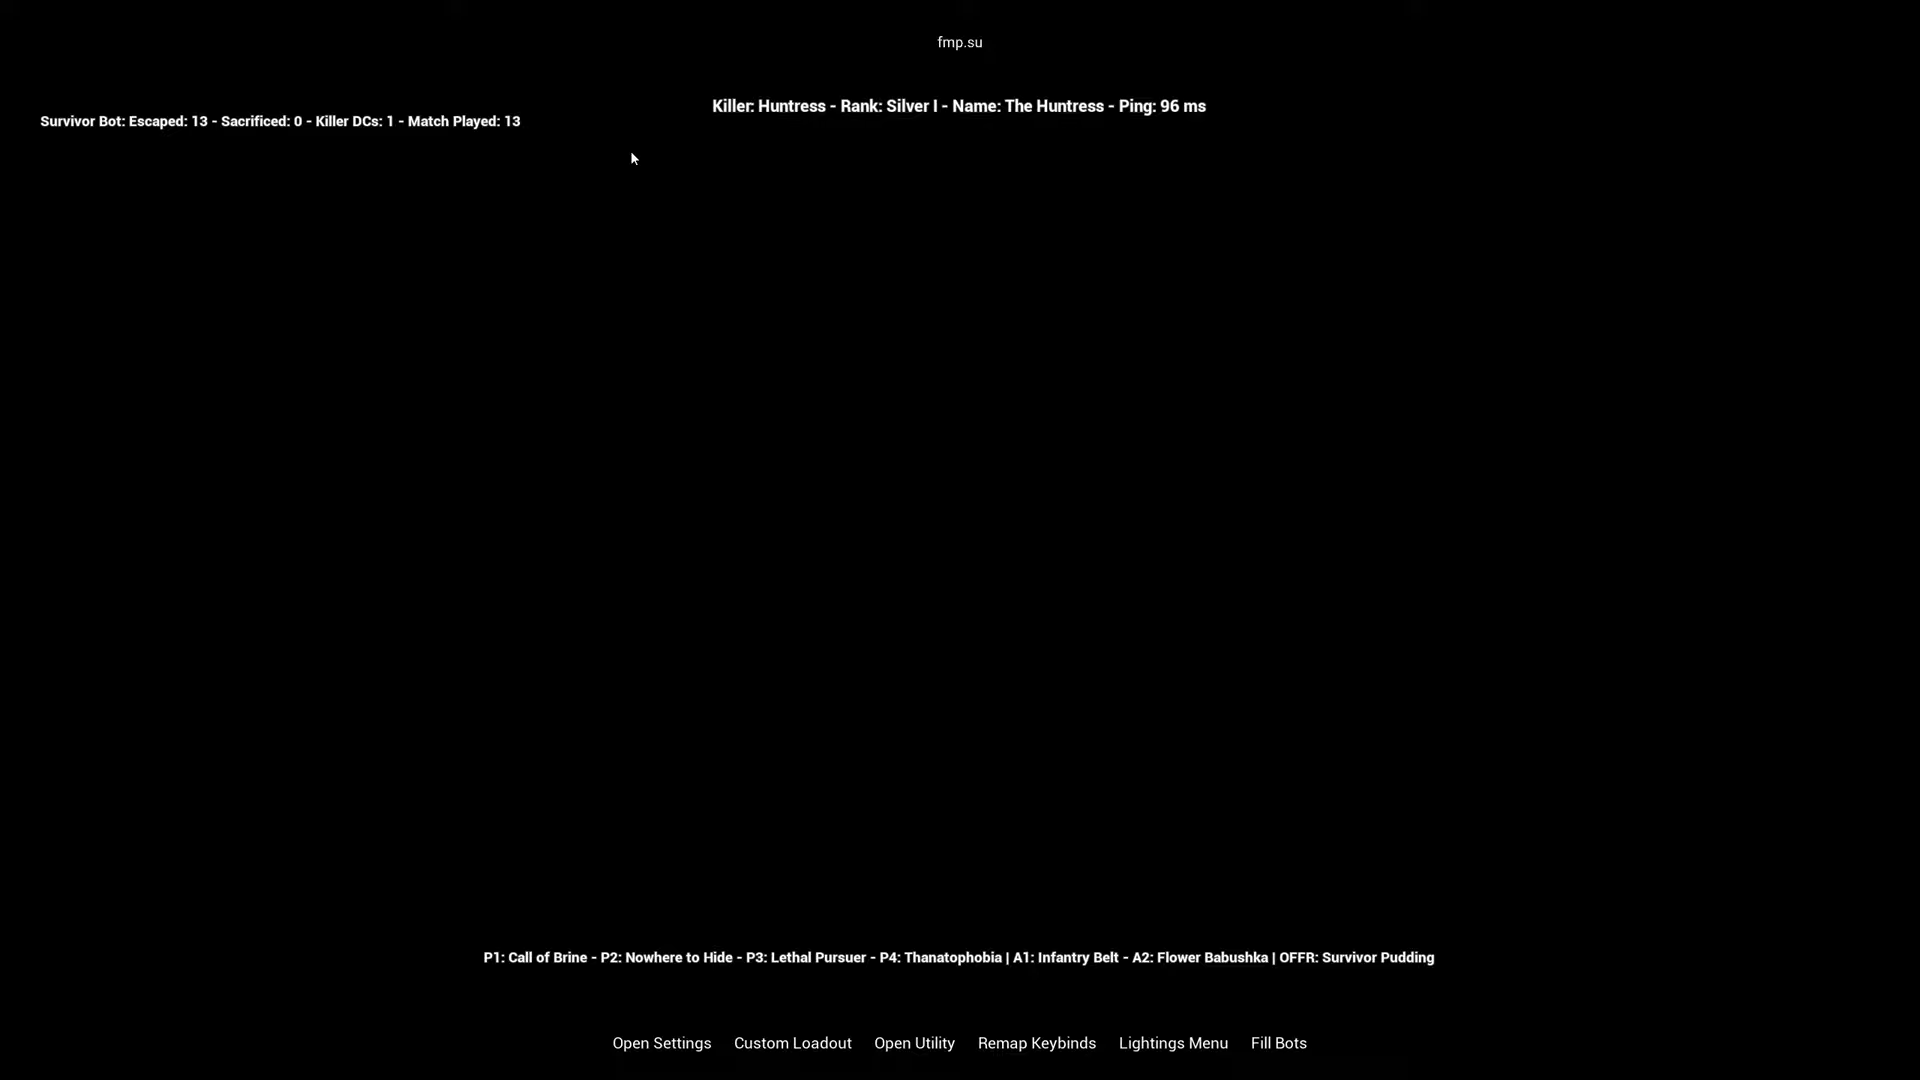 fmp.su
Killer: Huntress - Rank: Silver I - Name: The Huntress - Ping: 96 ms
Survivor Bot: Escaped: 13 - Sacrificed: 0 - Killer DCs: 1 - Match Played: 13
P1: Call of Brine - P2: Nowhere to Hide - P3: Lethal Pursuer - P4: Thanatophobia | A1: Infantry Belt - A2: Flower Babushka | OFFR: Survivor Pudding
Open Settings Custom Loadout Open Utility Remap Keybinds Lightings Menu Fill Bots